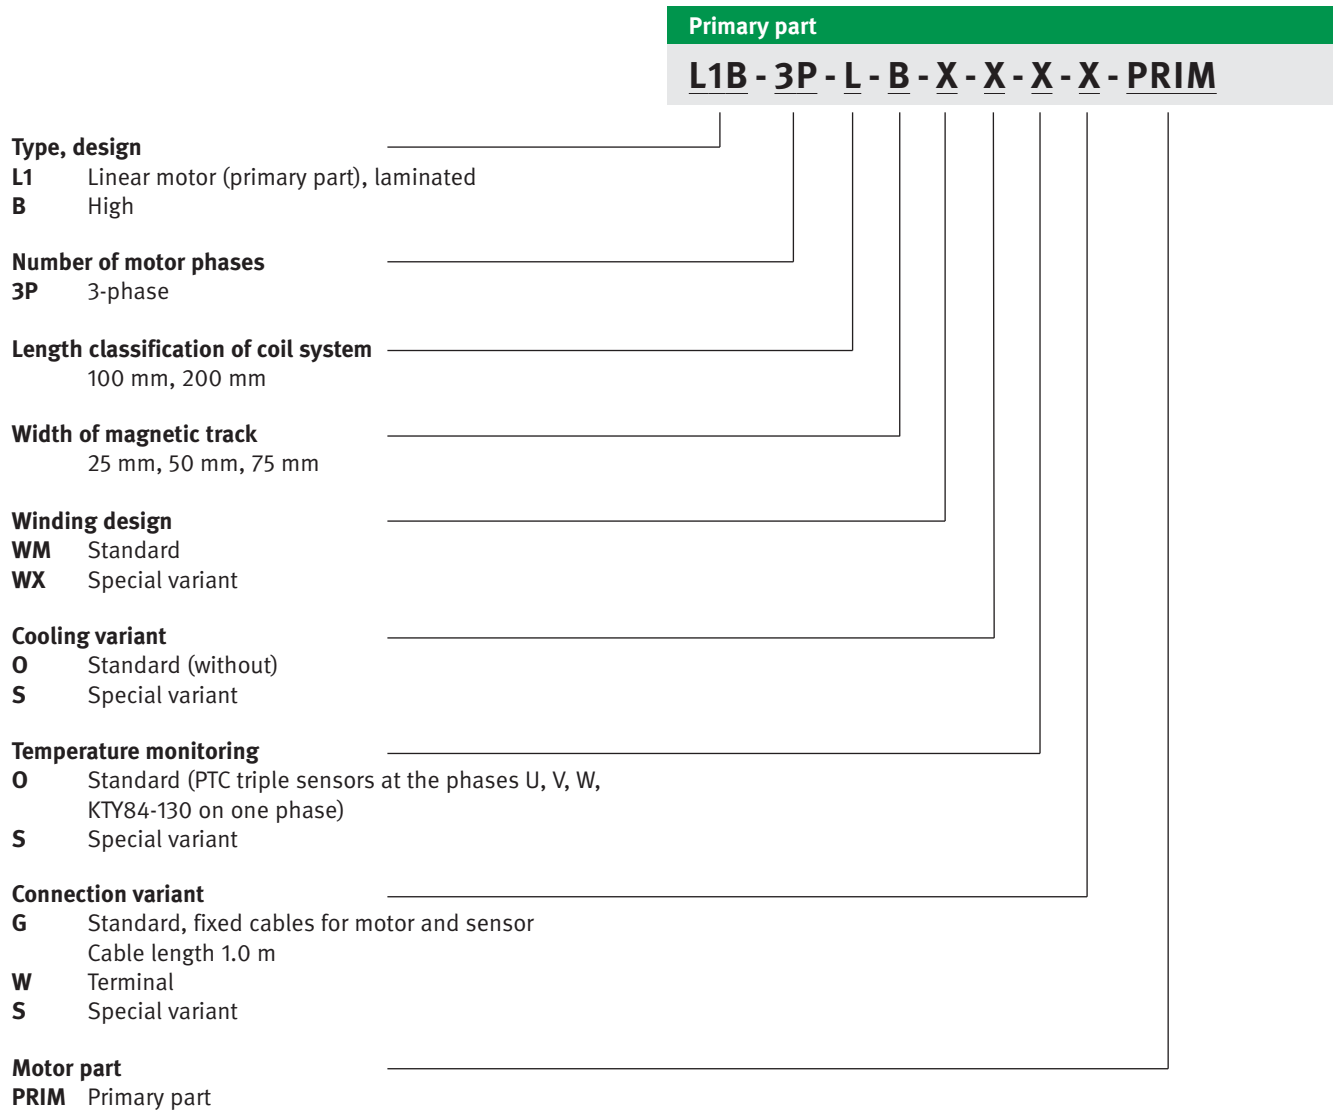 Primary part
L1B - 3P - L - B - X - X - X - X - PRIM
Type, design
L1 Linear motor (primary part), laminated
B High
Number of motor phases
3P 3-phase
Length classification of coil system
100 mm, 200 mm
Width of magnetic track
25 mm, 50 mm, 75 mm
Winding design
WM Standard
WX Special variant
Cooling variant
O Standard (without)
S Special variant
Temperature monitoring
O Standard (PTC triple sensors at the phases U, V, W,
KTY84-130 on one phase)
S Special variant
Connection variant
G Standard, fixed cables for motor and sensor
Cable length 1.0 m
W Terminal
S Special variant
Motor part
PRIM Primary part